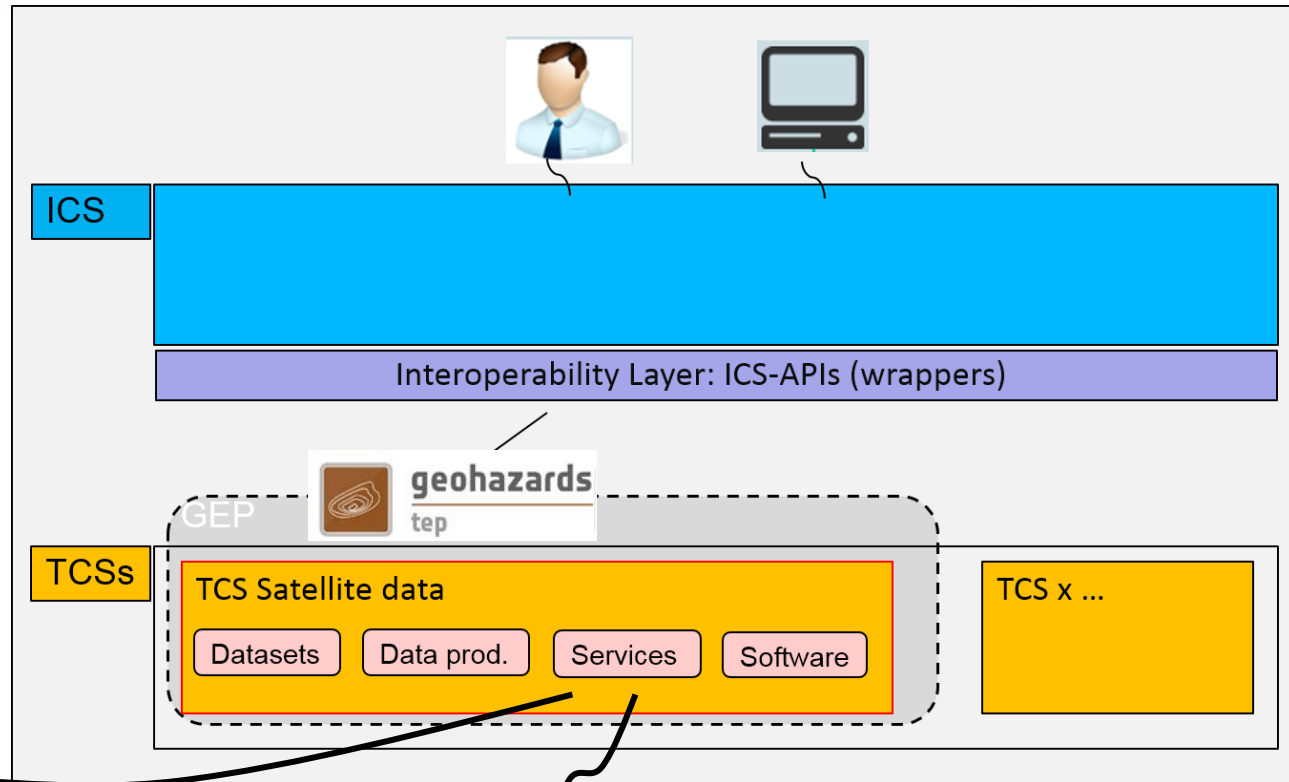 ICS
Interoperability Layer: ICS-APIs (wrappers)
geohazards
tep
GEP
TCSs
TCS Satellite data
TCS x ...
Datasets
Data prod.
Services
Software